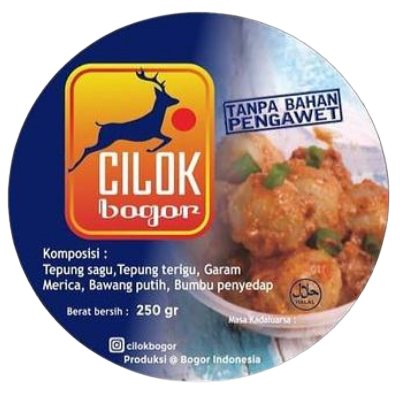 TANPA BAHAN
PENGAWET
CILOK
bogor
Komposisi :
Tepung sagu,Tepung terigu, Garam
Merica, Bawang putih, Bumbu penyedap
Berat bersih : 250 gr
حلال
HALAL
Masa Kadaluarsa :
cilokbogor
Produksi @ Bogor Indonesia